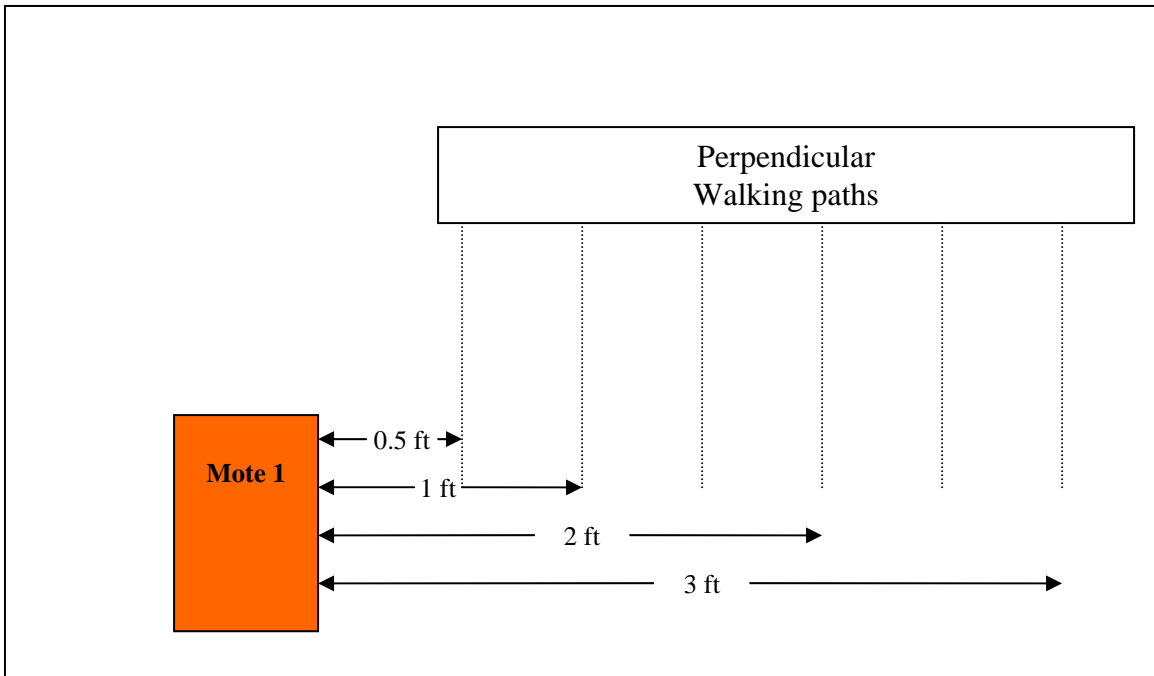 Perpendicular
Walking paths
0.5 ft
Mote 1
1 ft
2 ft
3 ft